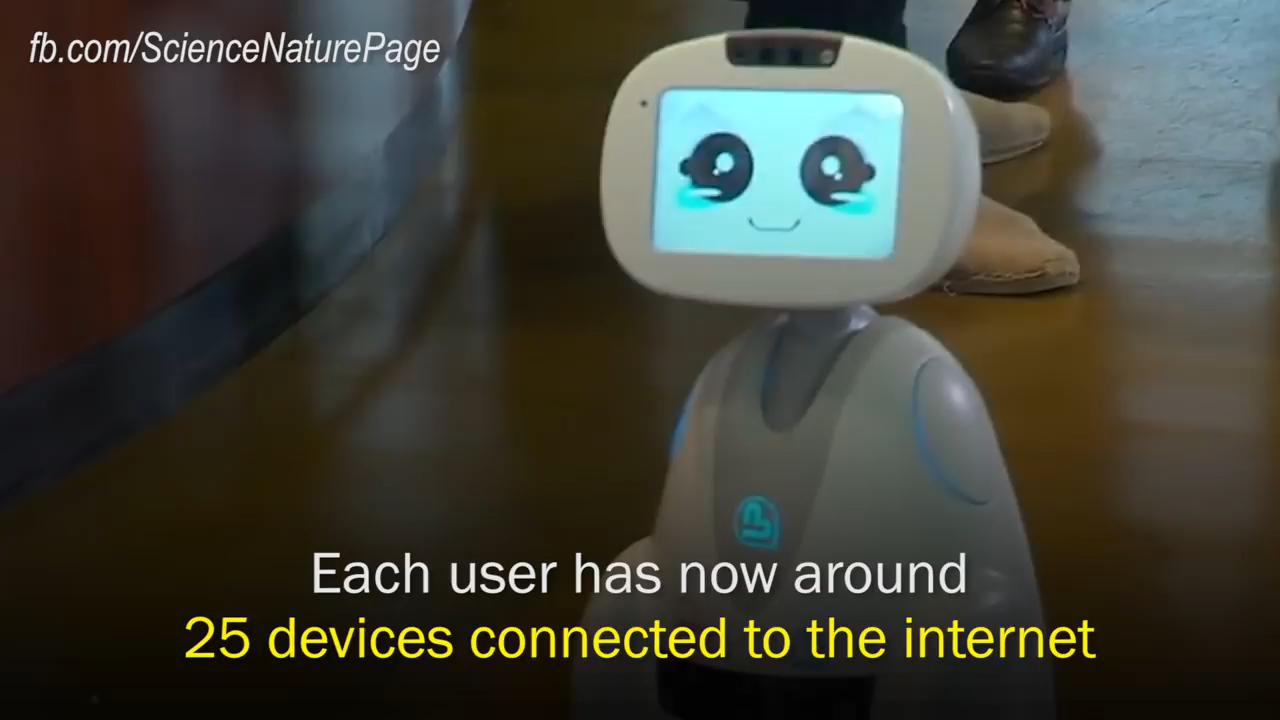 fb.com/ScienceNaturePage
Each user has now around
25 devices connected to the internet